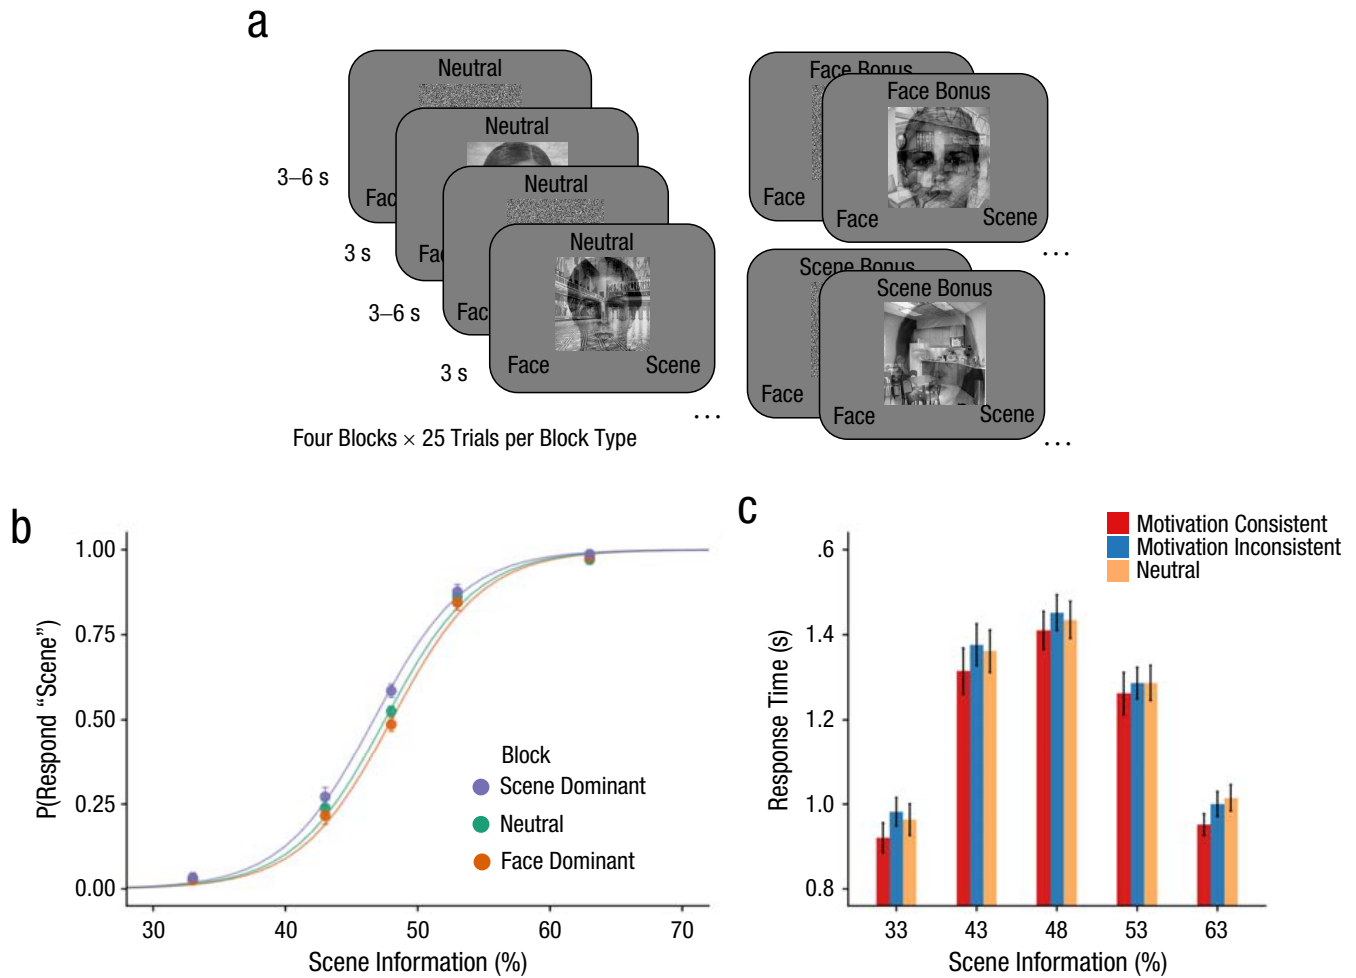 a
Neutral
Neutral
Neutral
Neutral
3–6 s
3 s
3–6 s
3 s
Fac
Fa
Fac
Face
Scene
...
Four Blocks × 25 Trials per Block Type
Face Bonus
Face Bonus
Face
Face
Scene
...
Scene Bonus
Scene Bonus
Face
Face
Scene
...
b
P(Respond “Scene”)
1.00
0.75
0.50
0.25
0.00
30 40 50 60 70
Scene Information (%)
Block
Scene Dominant
Neutral
Face Dominant
c
Motivation Consistent
Motivation Inconsistent
Neutral
Response Time (s)
.6
1.4
1.2
1.0
0.8
33 43 48 53 63
Scene Information (%)